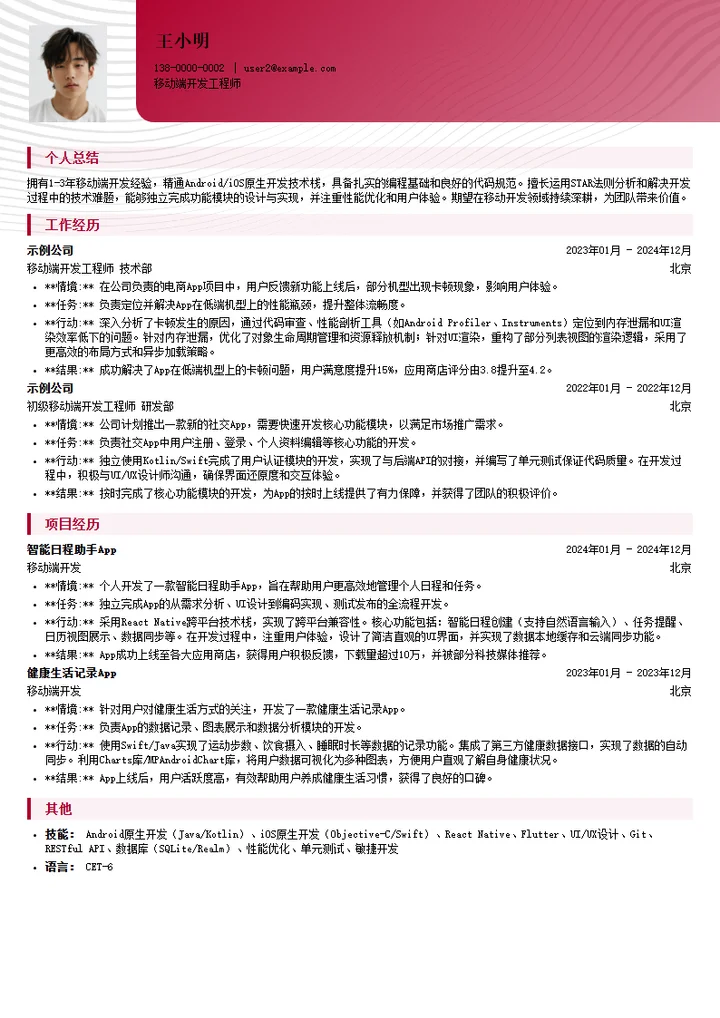 王小明
138-0000-0002 | user2@example.com
移动端开发工程师
个人总结
拥有1-3年移动端开发经验，精通Android/iOS原生开发技术栈，具备扎实的编程基础和良好的代码规范。擅长运用STAR法则分析和解决开发
过程中的技术难题，能够独立完成功能模块的设计与实现，并注重性能优化和用户体验。期望在移动开发领域持续深耕，为团队带来价值。
工作经历
示例公司 2023年01月 - 2024年12月
移动端开发工程师 技术部 北京
• **情境:** 在公司负责的电商App项目中，用户反馈新功能上线后，部分机型出现卡顿现象，影响用户体验。
• **任务:** 负责定位并解决App在低端机型上的性能瓶颈，提升整体流畅度。
• **行动:** 深入分析了卡顿发生的原因，通过代码审查、性能剖析工具（如Android Profiler、Instruments）定位到内存泄漏和UI渲
染效率低下的问题。针对内存泄漏，优化了对象生命周期管理和资源释放机制；针对UI渲染，重构了部分列表视图的渲染逻辑，采用了
更高效的布局方式和异步加载策略。
• **结果:** 成功解决了App在低端机型上的卡顿问题，用户满意度提升15%，应用商店评分由3.8提升至4.2。
示例公司 2022年01月 - 2022年12月
初级移动端开发工程师 研发部 北京
• **情境:** 公司计划推出一款新的社交App，需要快速开发核心功能模块，以满足市场推广需求。
• **任务:** 负责社交App中用户注册、登录、个人资料编辑等核心功能的开发。
• **行动:** 独立使用Kotlin/Swift完成了用户认证模块的开发，实现了与后端API的对接，并编写了单元测试保证代码质量。在开发过
程中，积极与UI/UX设计师沟通，确保界面还原度和交互体验。
• **结果:** 按时完成了核心功能模块的开发，为App的按时上线提供了有力保障，并获得了团队的积极评价。
项目经历
智能日程助手App 2024年01月 - 2024年12月
移动端开发 北京
• **情境:** 个人开发了一款智能日程助手App，旨在帮助用户更高效地管理个人日程和任务。
• **任务:** 独立完成App的从需求分析、UI设计到编码实现、测试发布的全流程开发。
• **行动:** 采用React Native跨平台技术栈，实现了跨平台兼容性。核心功能包括：智能日程创建（支持自然语言输入）、任务提醒、
日历视图展示、数据同步等。在开发过程中，注重用户体验，设计了简洁直观的UI界面，并实现了数据本地缓存和云端同步功能。
• **结果:** App成功上线至各大应用商店，获得用户积极反馈，下载量超过10万，并被部分科技媒体推荐。
健康生活记录App 2023年01月 - 2023年12月
移动端开发 北京
• **情境:** 针对用户对健康生活方式的关注，开发了一款健康生活记录App。
• **任务:** 负责App的数据记录、图表展示和数据分析模块的开发。
• **行动:** 使用Swift/Java实现了运动步数、饮食摄入、睡眠时长等数据的记录功能。集成了第三方健康数据接口，实现了数据的自动
同步。利用Charts库/MPAndroidChart库，将用户数据可视化为多种图表，方便用户直观了解自身健康状况。
• **结果:** App上线后，用户活跃度高，有效帮助用户养成健康生活习惯，获得了良好的口碑。
其他
• 技能： Android原生开发（Java/Kotlin）、iOS原生开发（Objective-C/Swift）、React Native、Flutter、UI/UX设计、Git、
RESTful API、数据库（SQLite/Realm）、性能优化、单元测试、敏捷开发
• 语言： CET-6